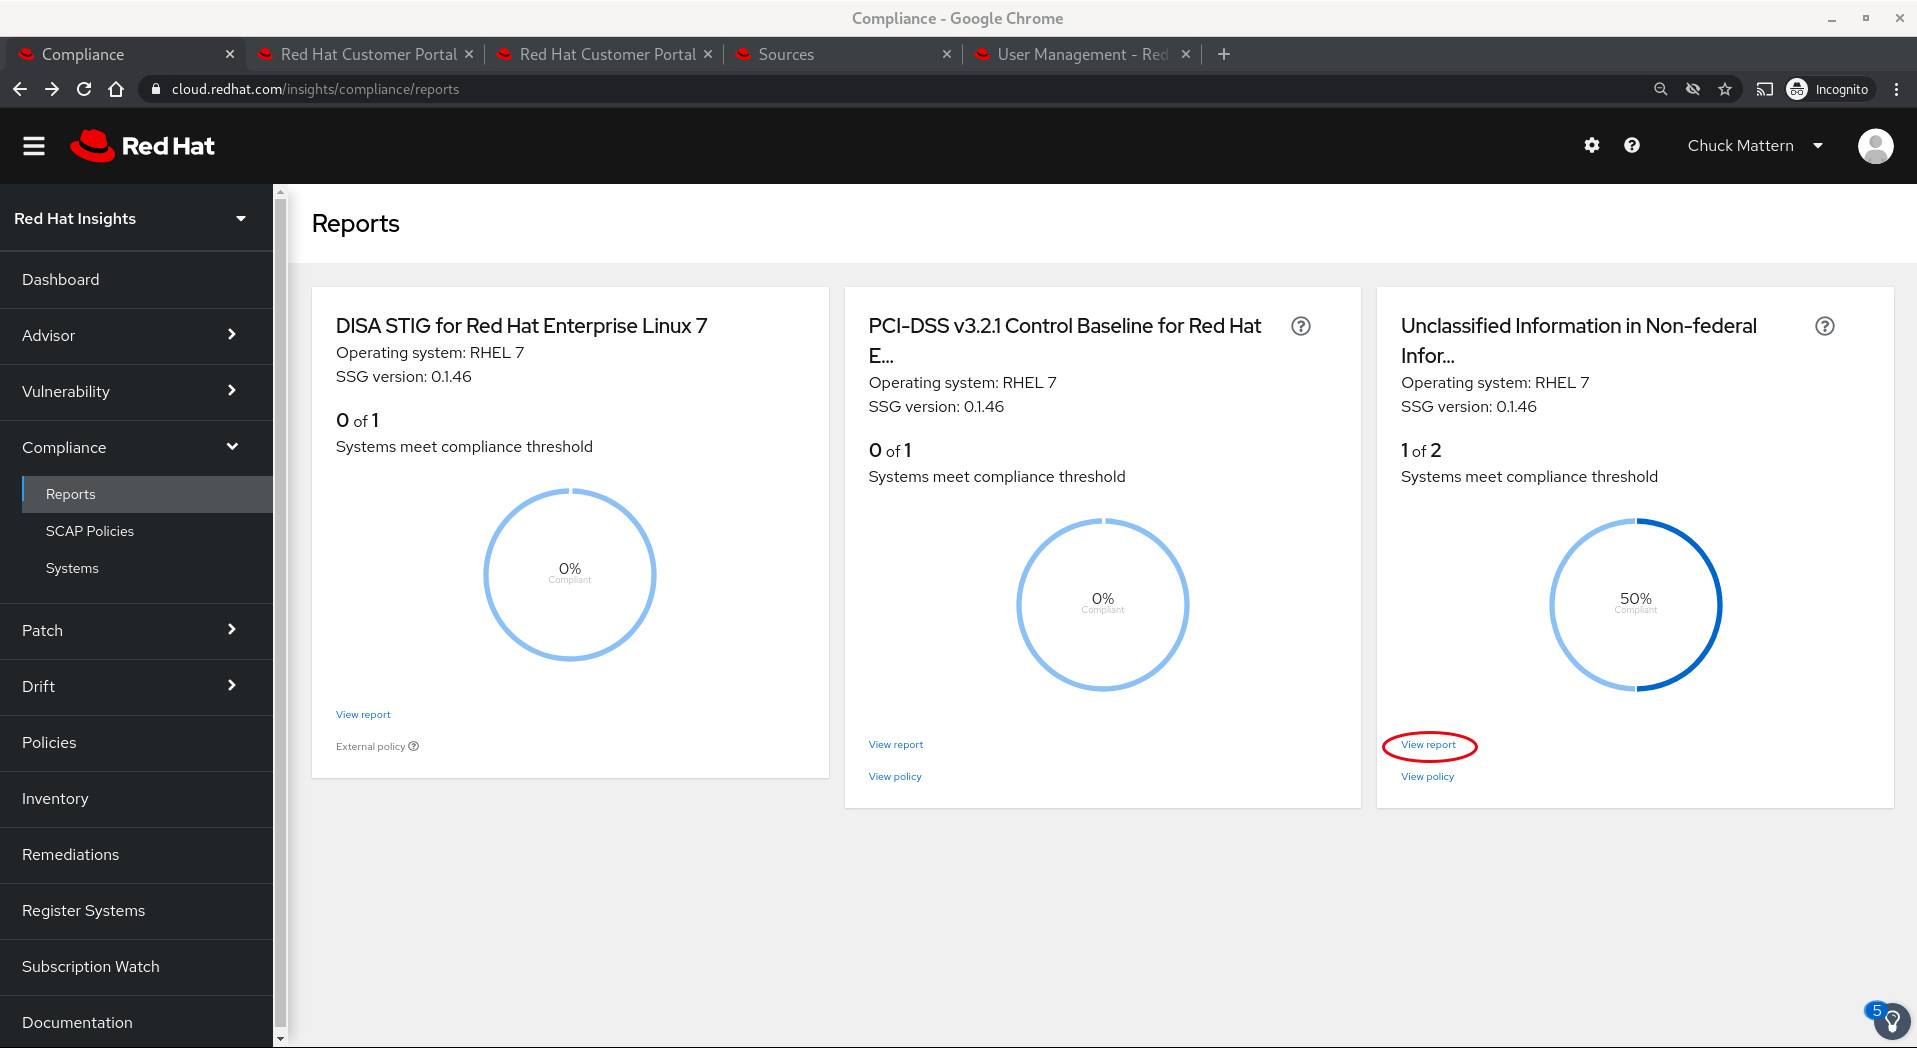 Compliance - Google Chrome
Compliance
Red Hat Customer Portal
Red Hat Customer Portal
Sources
User Management - Red
cloud.redhat.com/insights/compliance/reports
Incognito
Red Hat
Chuck Mattern
Red Hat Insights
Dashboard
Advisor
Vulnerability
Compliance
Reports
SCAP Policies
Systems
Patch
Drift
Policies
Inventory
Remediations
Register Systems
Subscription Watch
Documentation
Reports
DISA STIG for Red Hat Enterprise Linux 7
Operating system: RHEL 7
SSG version: 0.1.46
0 of 1
Systems meet compliance threshold
0%
Compliant
View report
External policy
PCI-DSS v3.2.1 Control Baseline for Red Hat
E...
Operating system: RHEL 7
SSG version: 0.1.46
0 of 1
Systems meet compliance threshold
0%
Compliant
View report
View policy
Unclassified Information in Non-federal
Infor...
Operating system: RHEL 7
SSG version: 0.1.46
1 of 2
Systems meet compliance threshold
50%
Compliant
View report
View policy
5